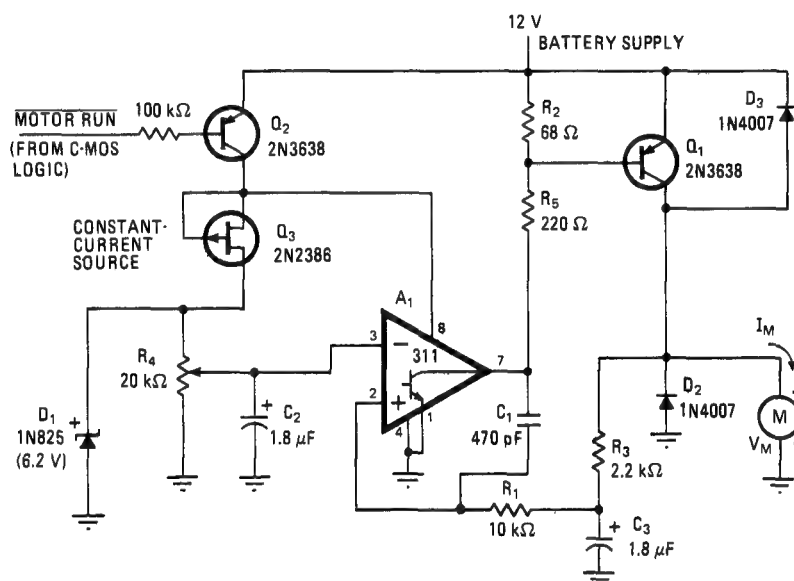 12 V
BATTERY SUPPLY
MOTOR RUN
(FROM C-MOS
LOGIC)
100 kΩ
Q2
2N3638
R2
68 Ω
D3
1N4007
Q1
2N3638
CONSTANT-
CURRENT
SOURCE
Q3
2N2386
R5
220 Ω
A1
8
3
−
311
7
2
+
4
1
R4
20 kΩ
D1
+
1N825
(6.2 V)
+
C2
1.8 μF
C1
470 pF
R1
10 kΩ
R3
2.2 kΩ
D2
1N4007
IM
M
VM
+
C3
1.8 μF